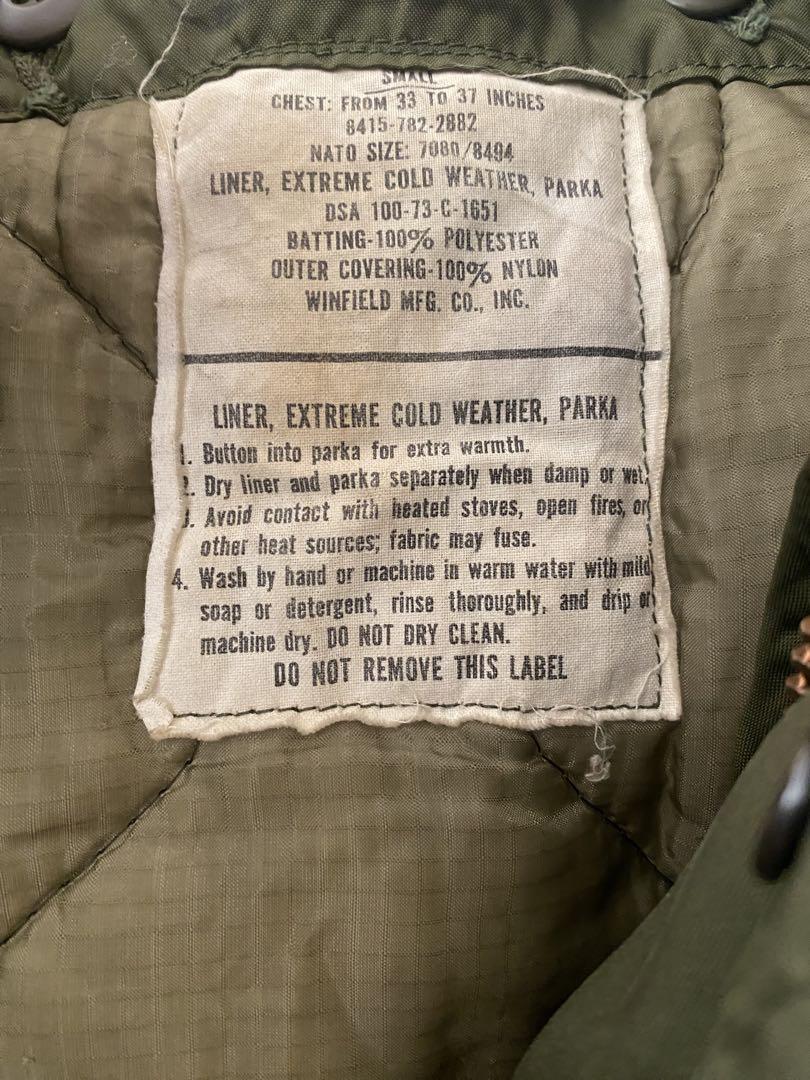 SMALL
CHEST: FROM 33 TO 37 INCHES
8415-782-2882
NATO SIZE: 7080/8494
LINER, EXTREME COLD WEATHER, PARKA
DSA 100-73-C-1651
BATTING-100% POLYESTER
OUTER COVERING-100% NYLON
WINFIELD MFG. CO., INC.
LINER, EXTREME COLD WEATHER, PARKA
1. Button into parka for extra warmth.
2. Dry liner and parka separately when damp or wet.
3. Avoid contact with heated stoves, open fires, or
other heat sources; fabric may fuse.
4. Wash by hand or machine in warm water with mild
soap or detergent, rinse thoroughly, and drip or
machine dry. DO NOT DRY CLEAN.
DO NOT REMOVE THIS LABEL